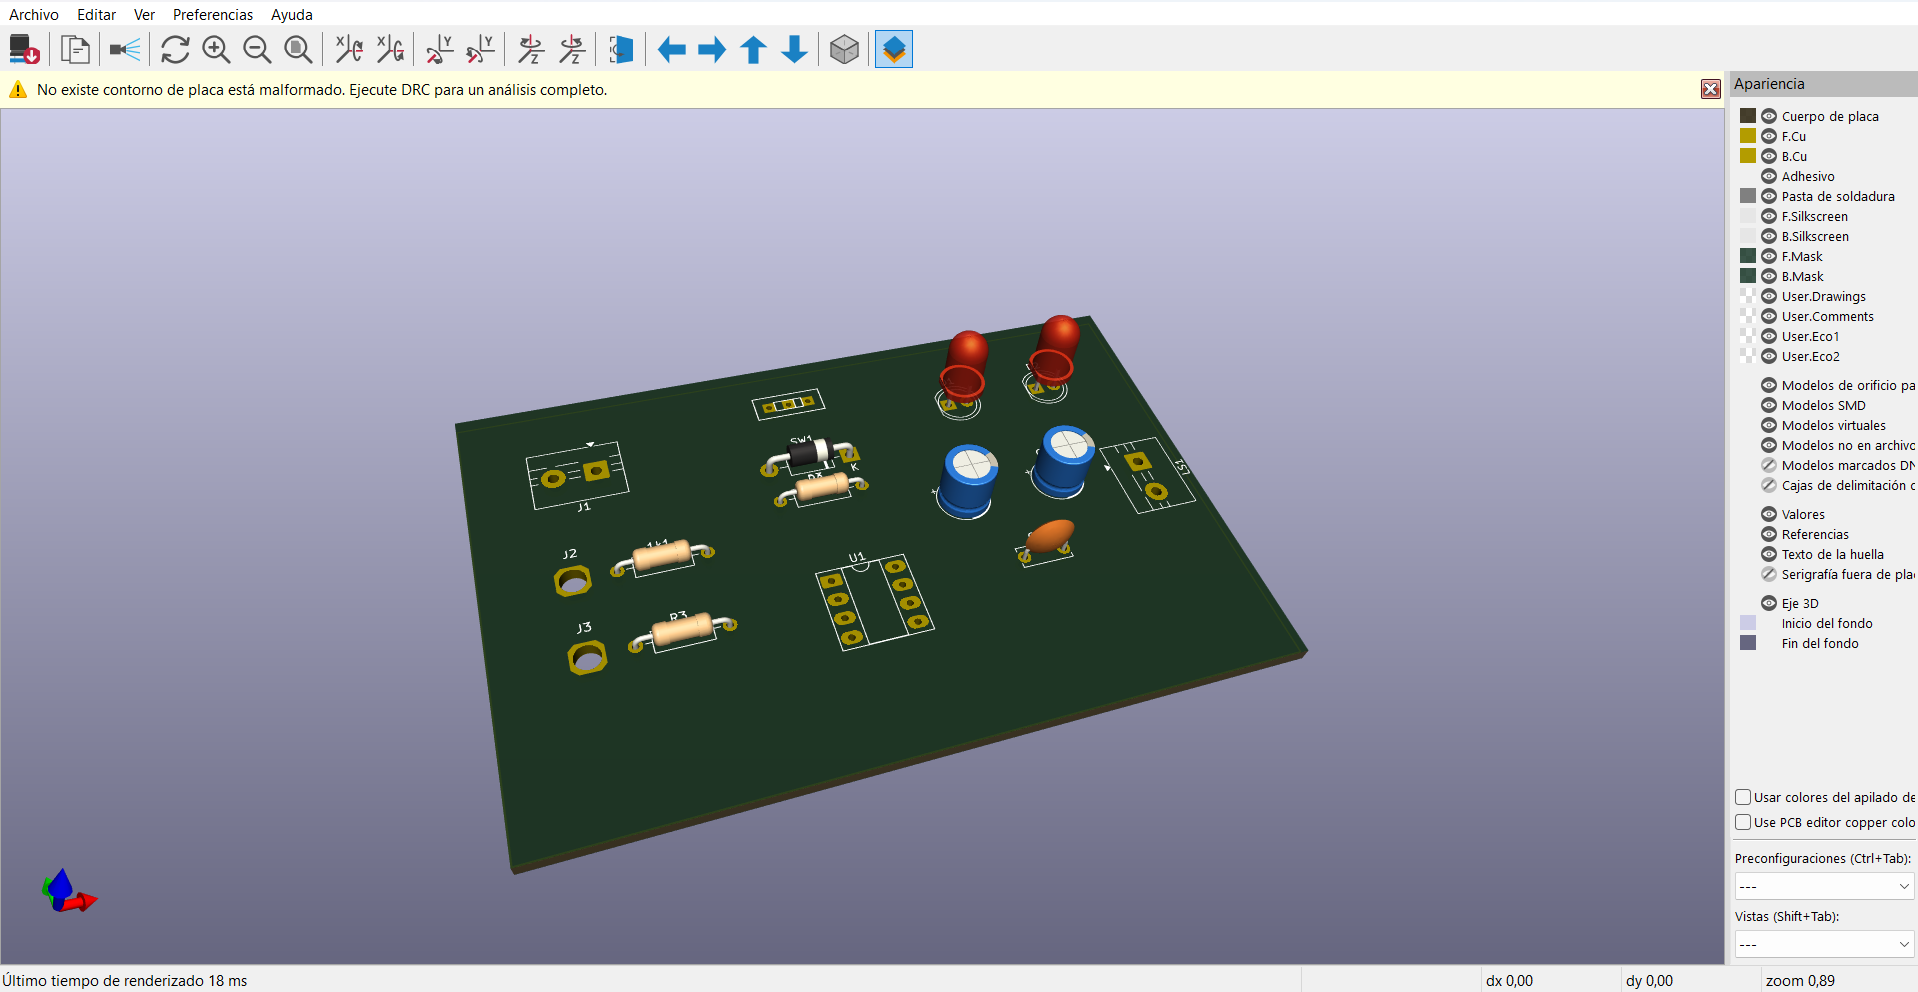 Archivo Editar Ver Preferencias Ayuda
No existe contorno de placa está malformado. Ejecute DRC para un análisis completo.
Apariencia
Cuerpo de placa
F.Cu
B.Cu
Adhesivo
Pasta de soldadura
F.Silkscreen
B.Silkscreen
F.Mask
B.Mask
User.Drawings
User.Comments
User.Eco1
User.Eco2
Modelos de orificio pa
Modelos SMD
Modelos virtuales
Modelos no en archivo
Modelos marcados DN
Cajas de delimitación
Valores
Referencias
Texto de la huella
Serigrafía fuera de pla
Eje 3D
Inicio del fondo
Fin del fondo
Usar colores del apilado de
Use PCB editor copper colo
Preconfiguraciones (Ctrl+Tab):
---
Vistas (Shift+Tab):
---
SW1
K
J1
LS1
J2
U1
R3
J3
Último tiempo de renderizado 18 ms
dx 0,00
dy 0,00
zoom 0,89